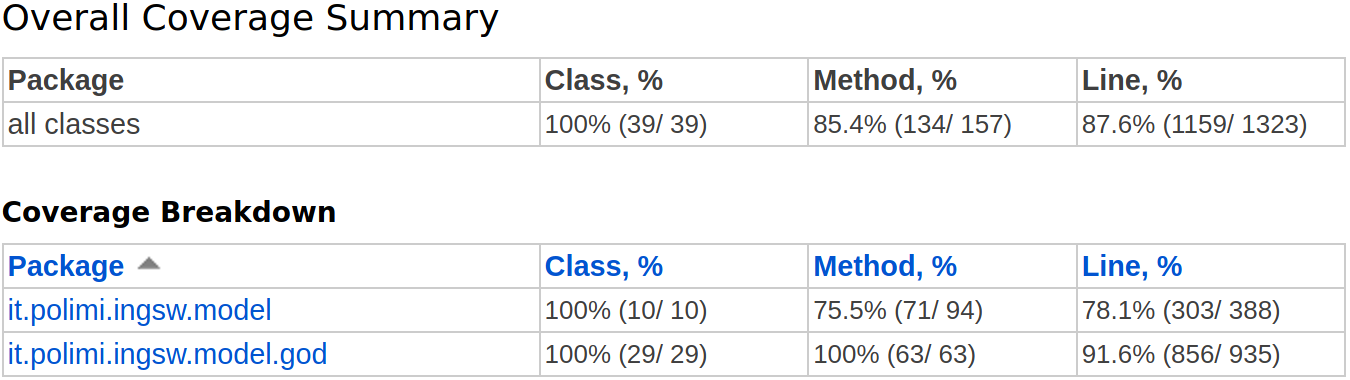 Overall Coverage Summary
Package Class, % Method, % Line, %
all classes 100% (39/ 39) 85.4% (134/ 157) 87.6% (1159/ 1323)
Coverage Breakdown
Package Class, % Method, % Line, %
it.polimi.ingsw.model 100% (10/ 10) 75.5% (71/ 94) 78.1% (303/ 388)
it.polimi.ingsw.model.god 100% (29/ 29) 100% (63/ 63) 91.6% (856/ 935)